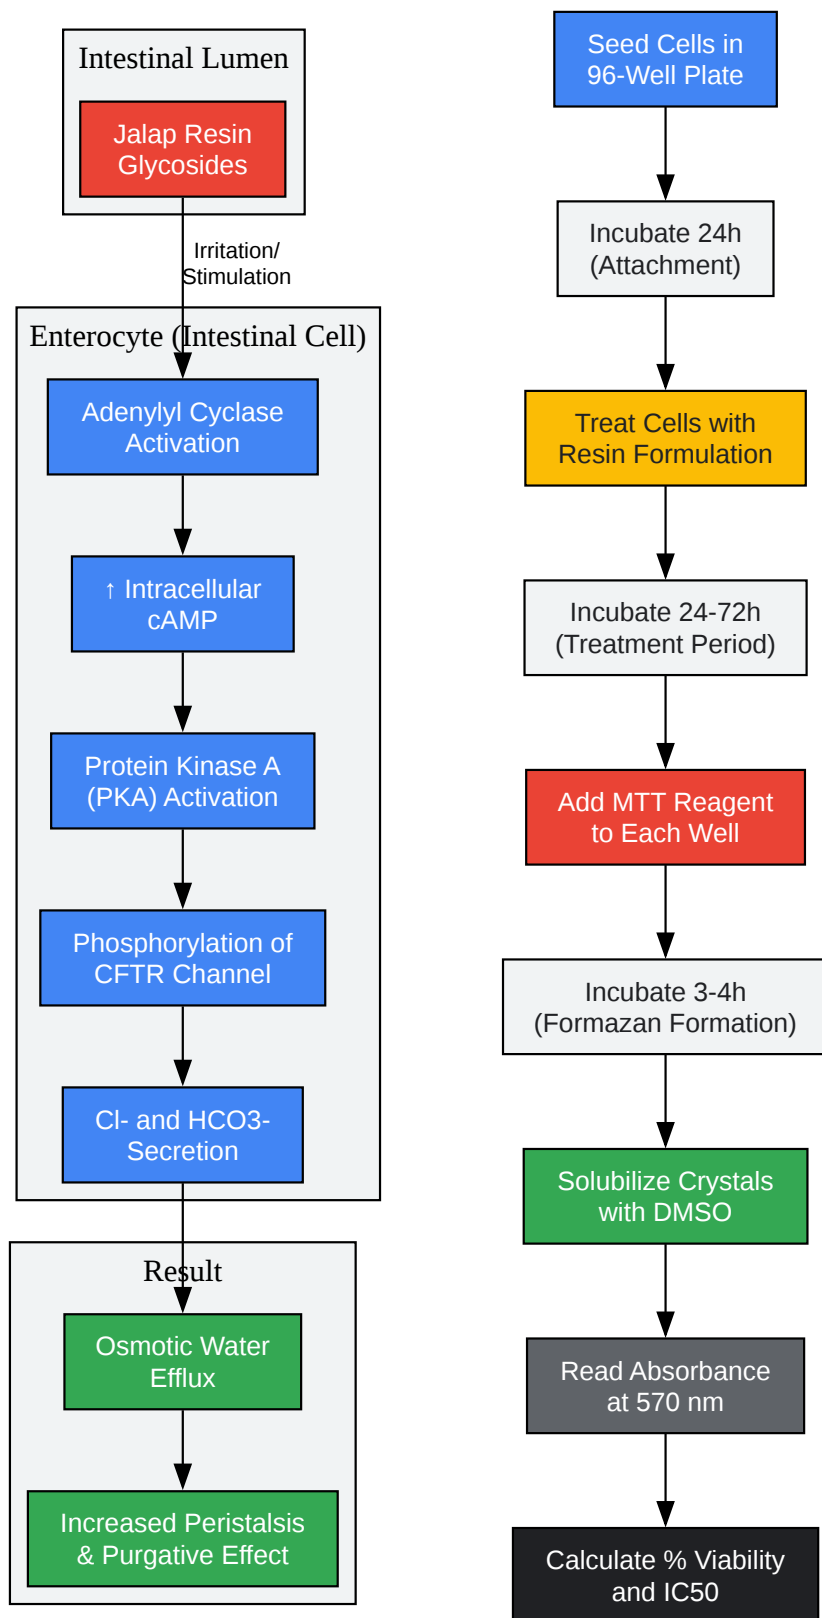 Intestinal Lumen
Jalap Resin
Glycosides
Irritation/
Stimulation
Enterocyte (Intestinal Cell)
Adenylyl Cyclase
Activation
↑ Intracellular
cAMP
Protein Kinase A
(PKA) Activation
Phosphorylation of
CFTR Channel
Cl- and HCO3-
Secretion
Result
Osmotic Water
Efflux
Increased Peristalsis
& Purgative Effect
Seed Cells in
96-Well Plate
Incubate 24h
(Attachment)
Treat Cells with
Resin Formulation
Incubate 24-72h
(Treatment Period)
Add MTT Reagent
to Each Well
Incubate 3-4h
(Formazan Formation)
Solubilize Crystals
with DMSO
Read Absorbance
at 570 nm
Calculate % Viability
and IC50